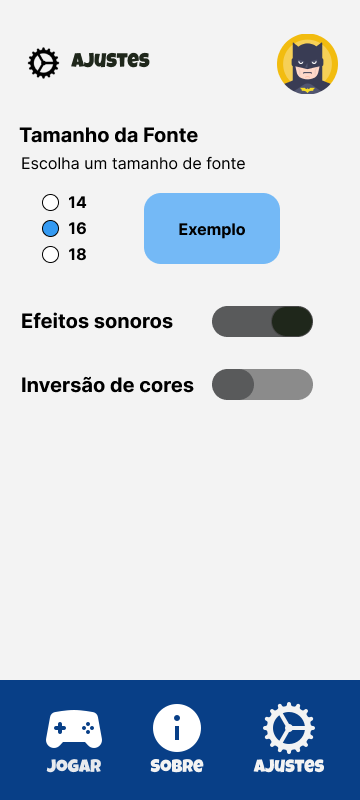 AJUSTES
Tamanho da Fonte
Escolha um tamanho de fonte
14
16
18
Exemplo
Efeitos sonoros
Inversão de cores
JOGAR
SOBRE
AJUSTES